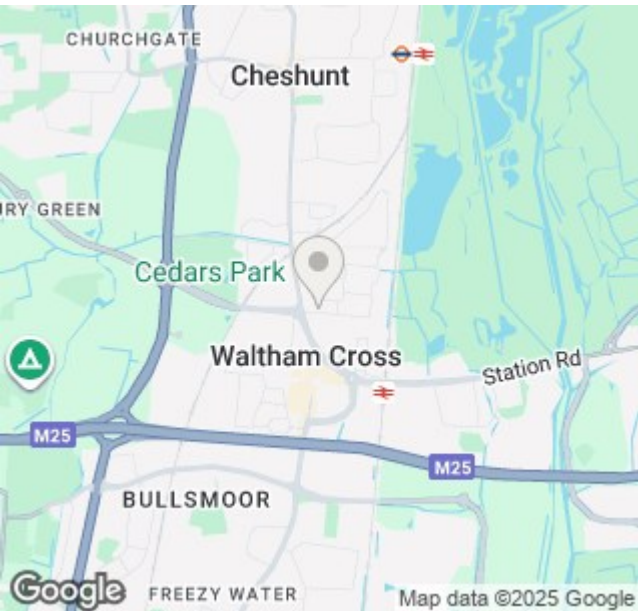 CHURCHGATE
Cheshunt
URY GREEN
Cedars Park
Waltham Cross
Station Rd
M25
M25
BULLSMOOR
Google
FREEZY WATER
Map data ©2025 Google